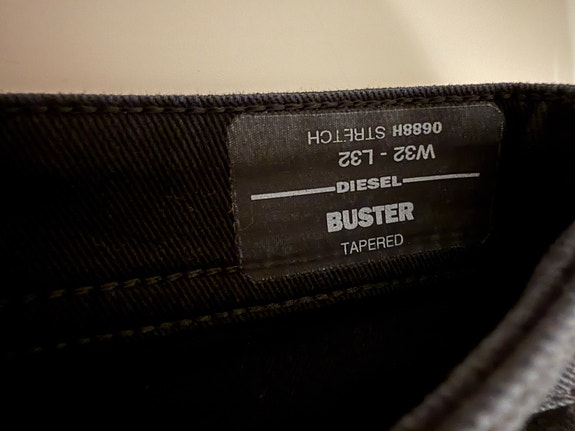 0688H STRETCH
W32 - L32
DIESEL
BUSTER
TAPERED